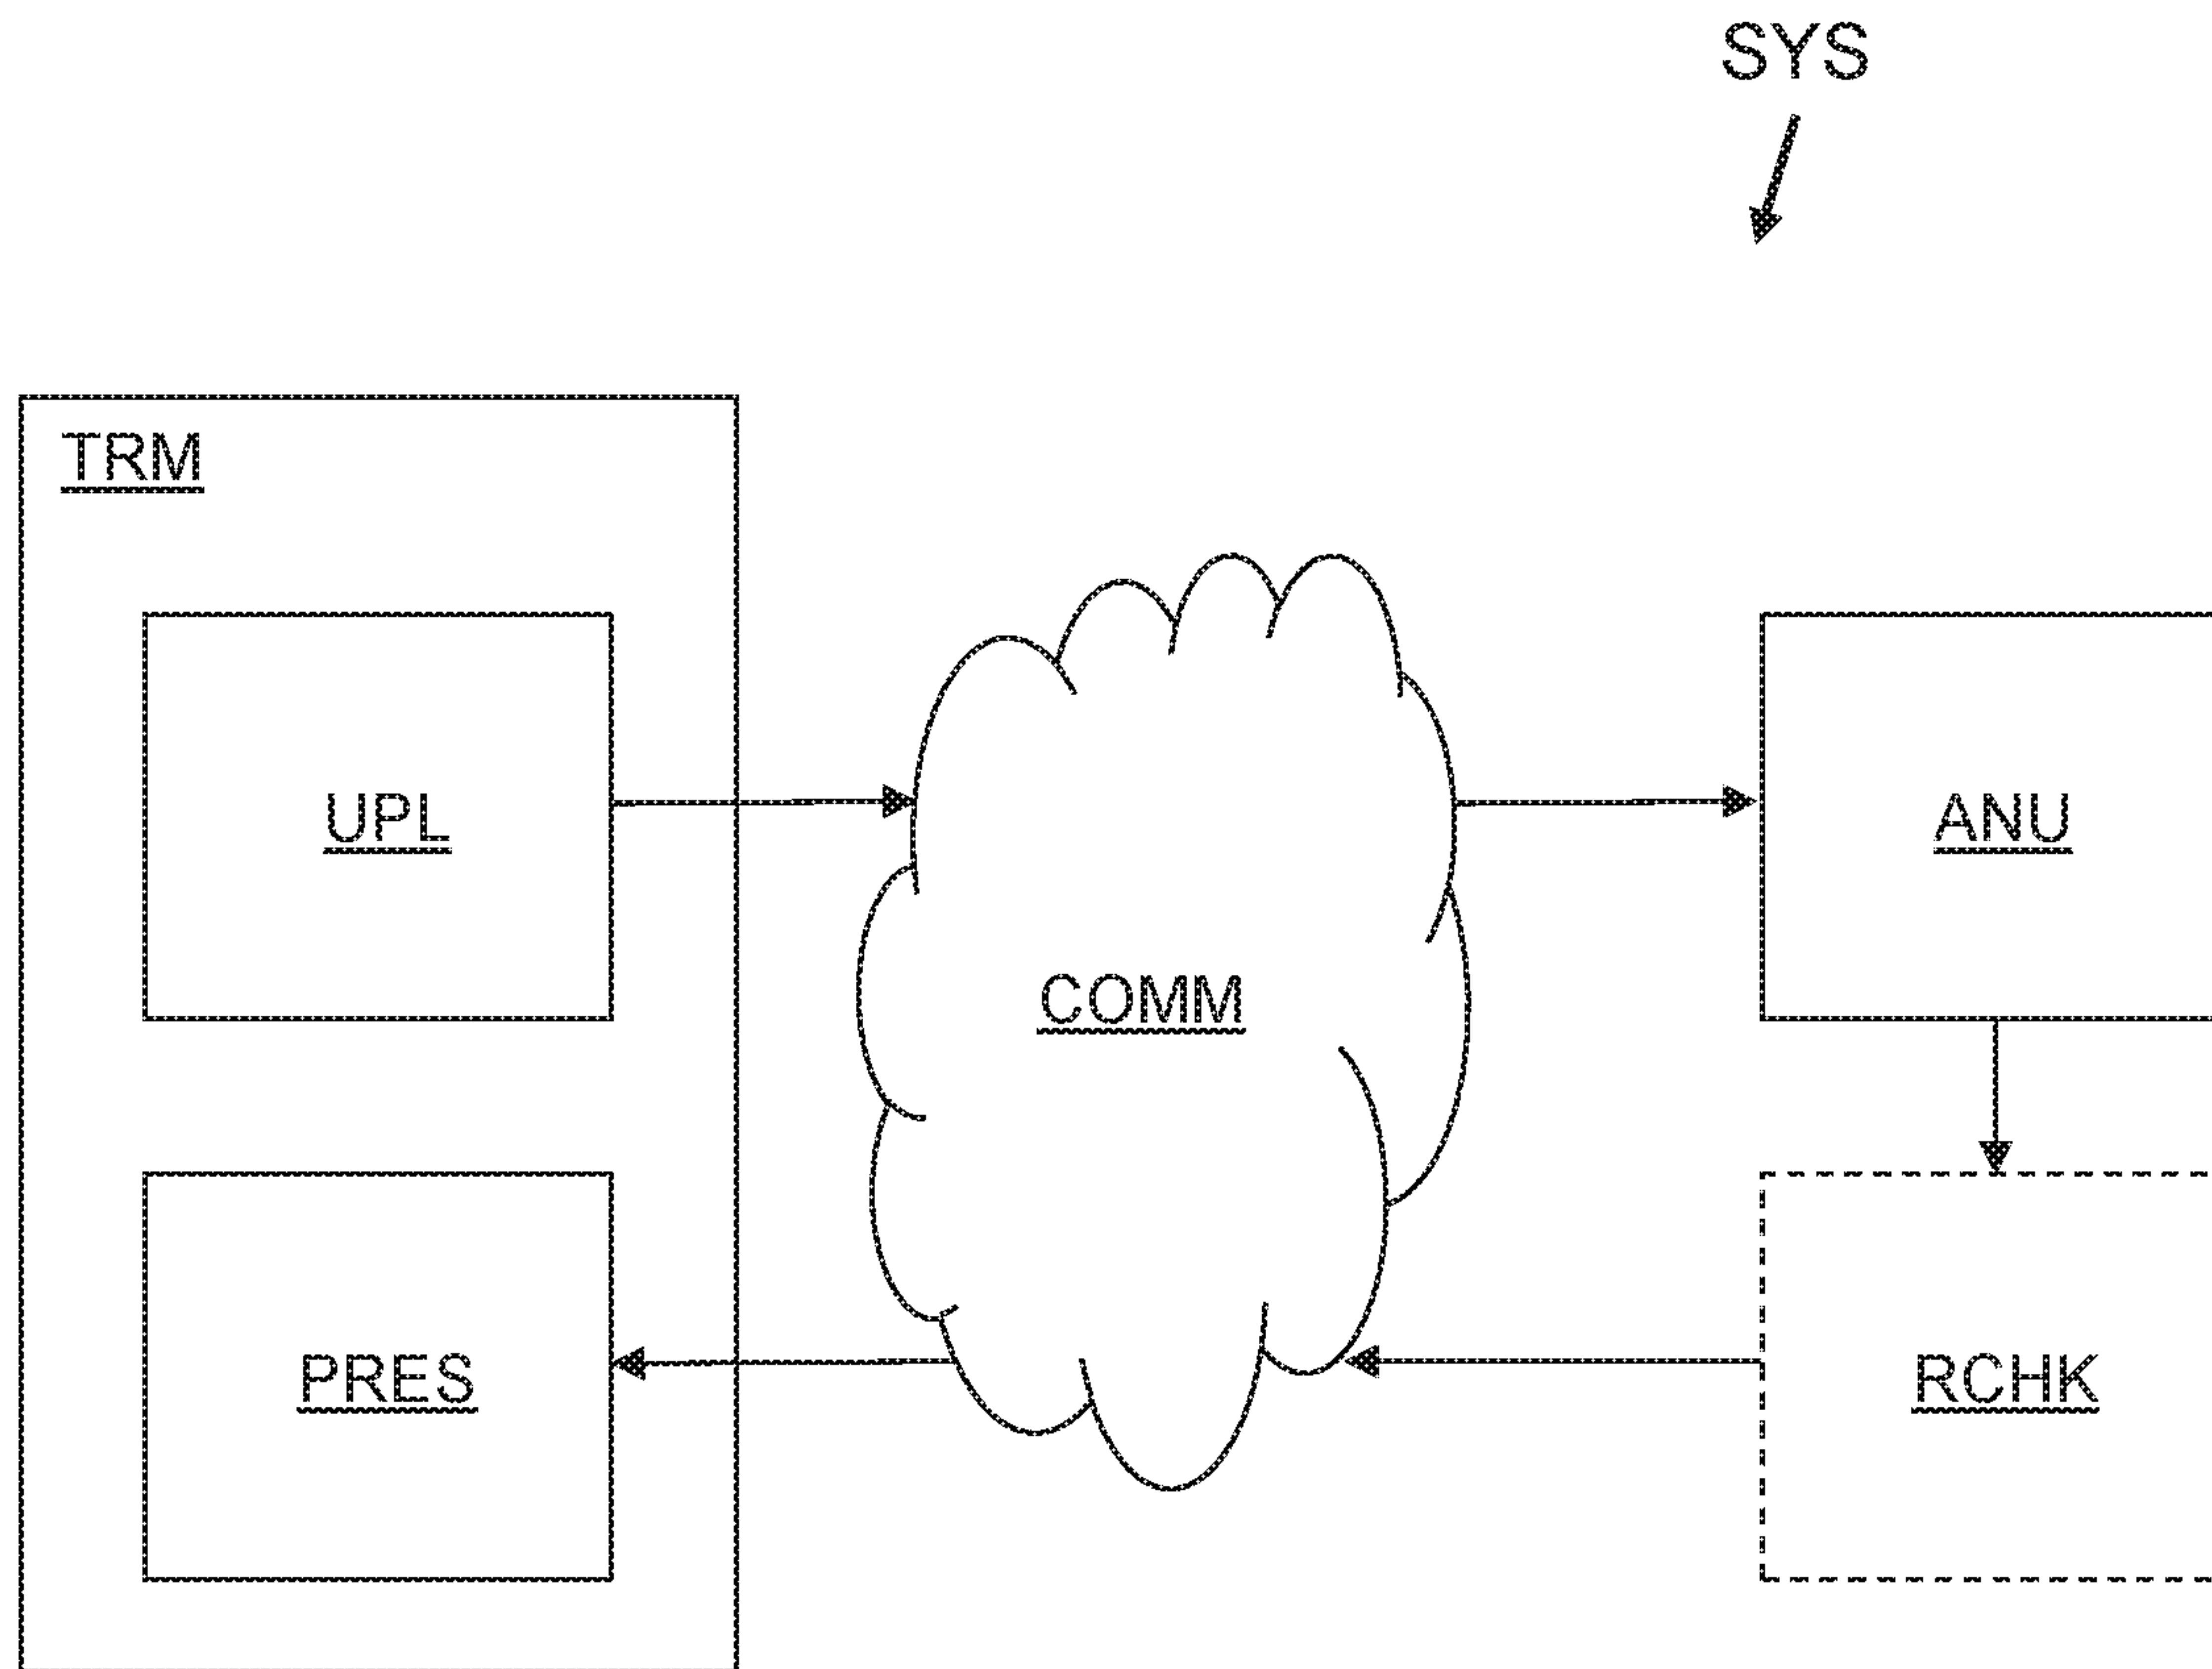 SYS
TRM
UPL
ANU
COMM
PRES
RCHK